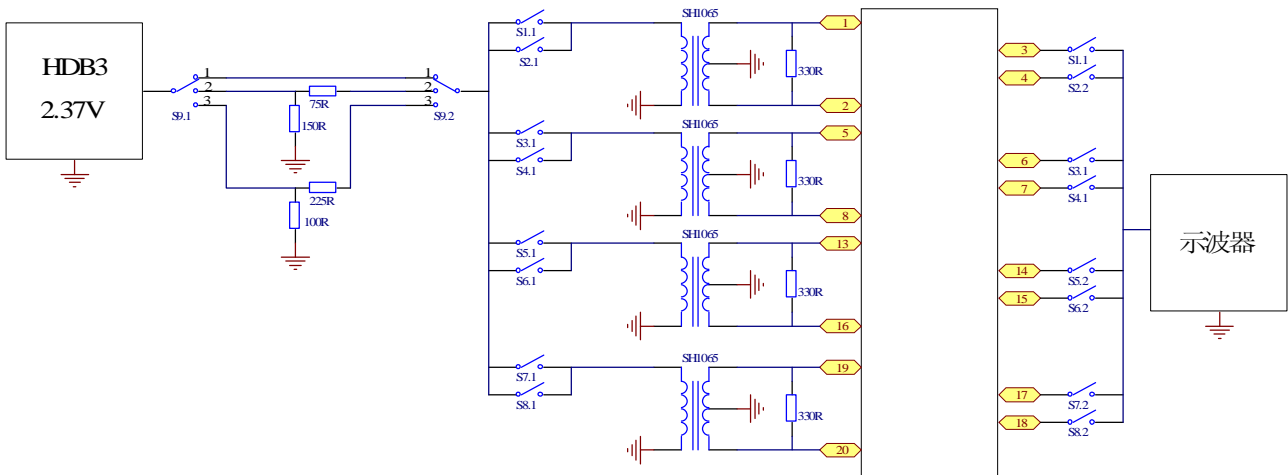 HDB3
2.37V
S9.1
1
2
3
75R
150R
225R
100R
1
2
3
S9.2
S1.1
S2.1
S3.1
S4.1
S5.1
S6.1
S7.1
S8.1
SH1065
330R
1
2
SH1065
330R
5
8
SH1065
330R
13
16
SH1065
330R
19
20
3
S1.1
4
S2.2
6
S3.1
7
S4.1
14
S5.2
15
S6.2
17
S7.2
18
S8.2
示波器